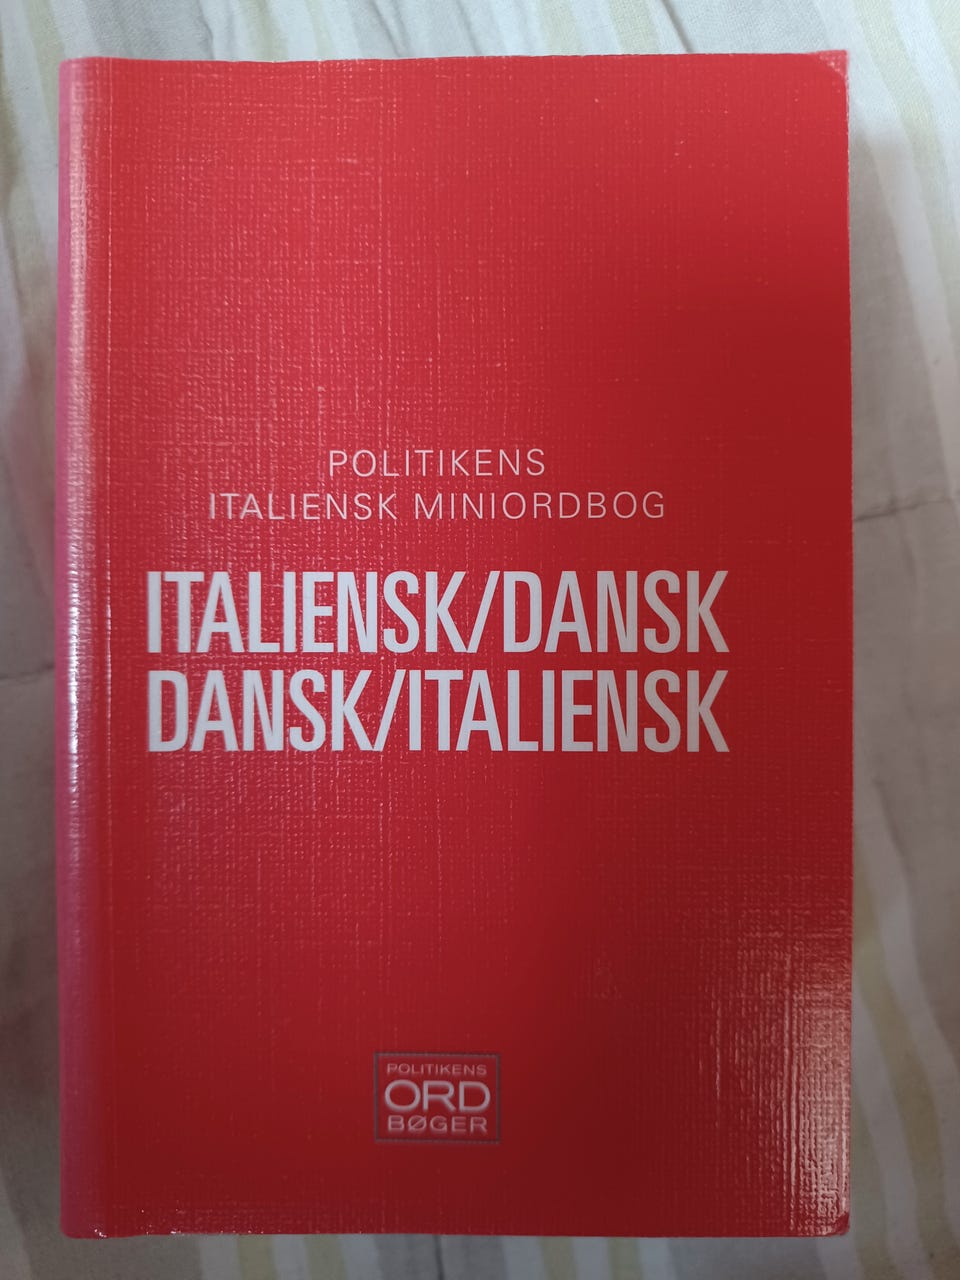 POLITIKENS
ITALIENSK MINIORDBOG
ITALIENSK/DANSK
DANSK/ITALIENSK
POLITIKENS
ORD
BØGER